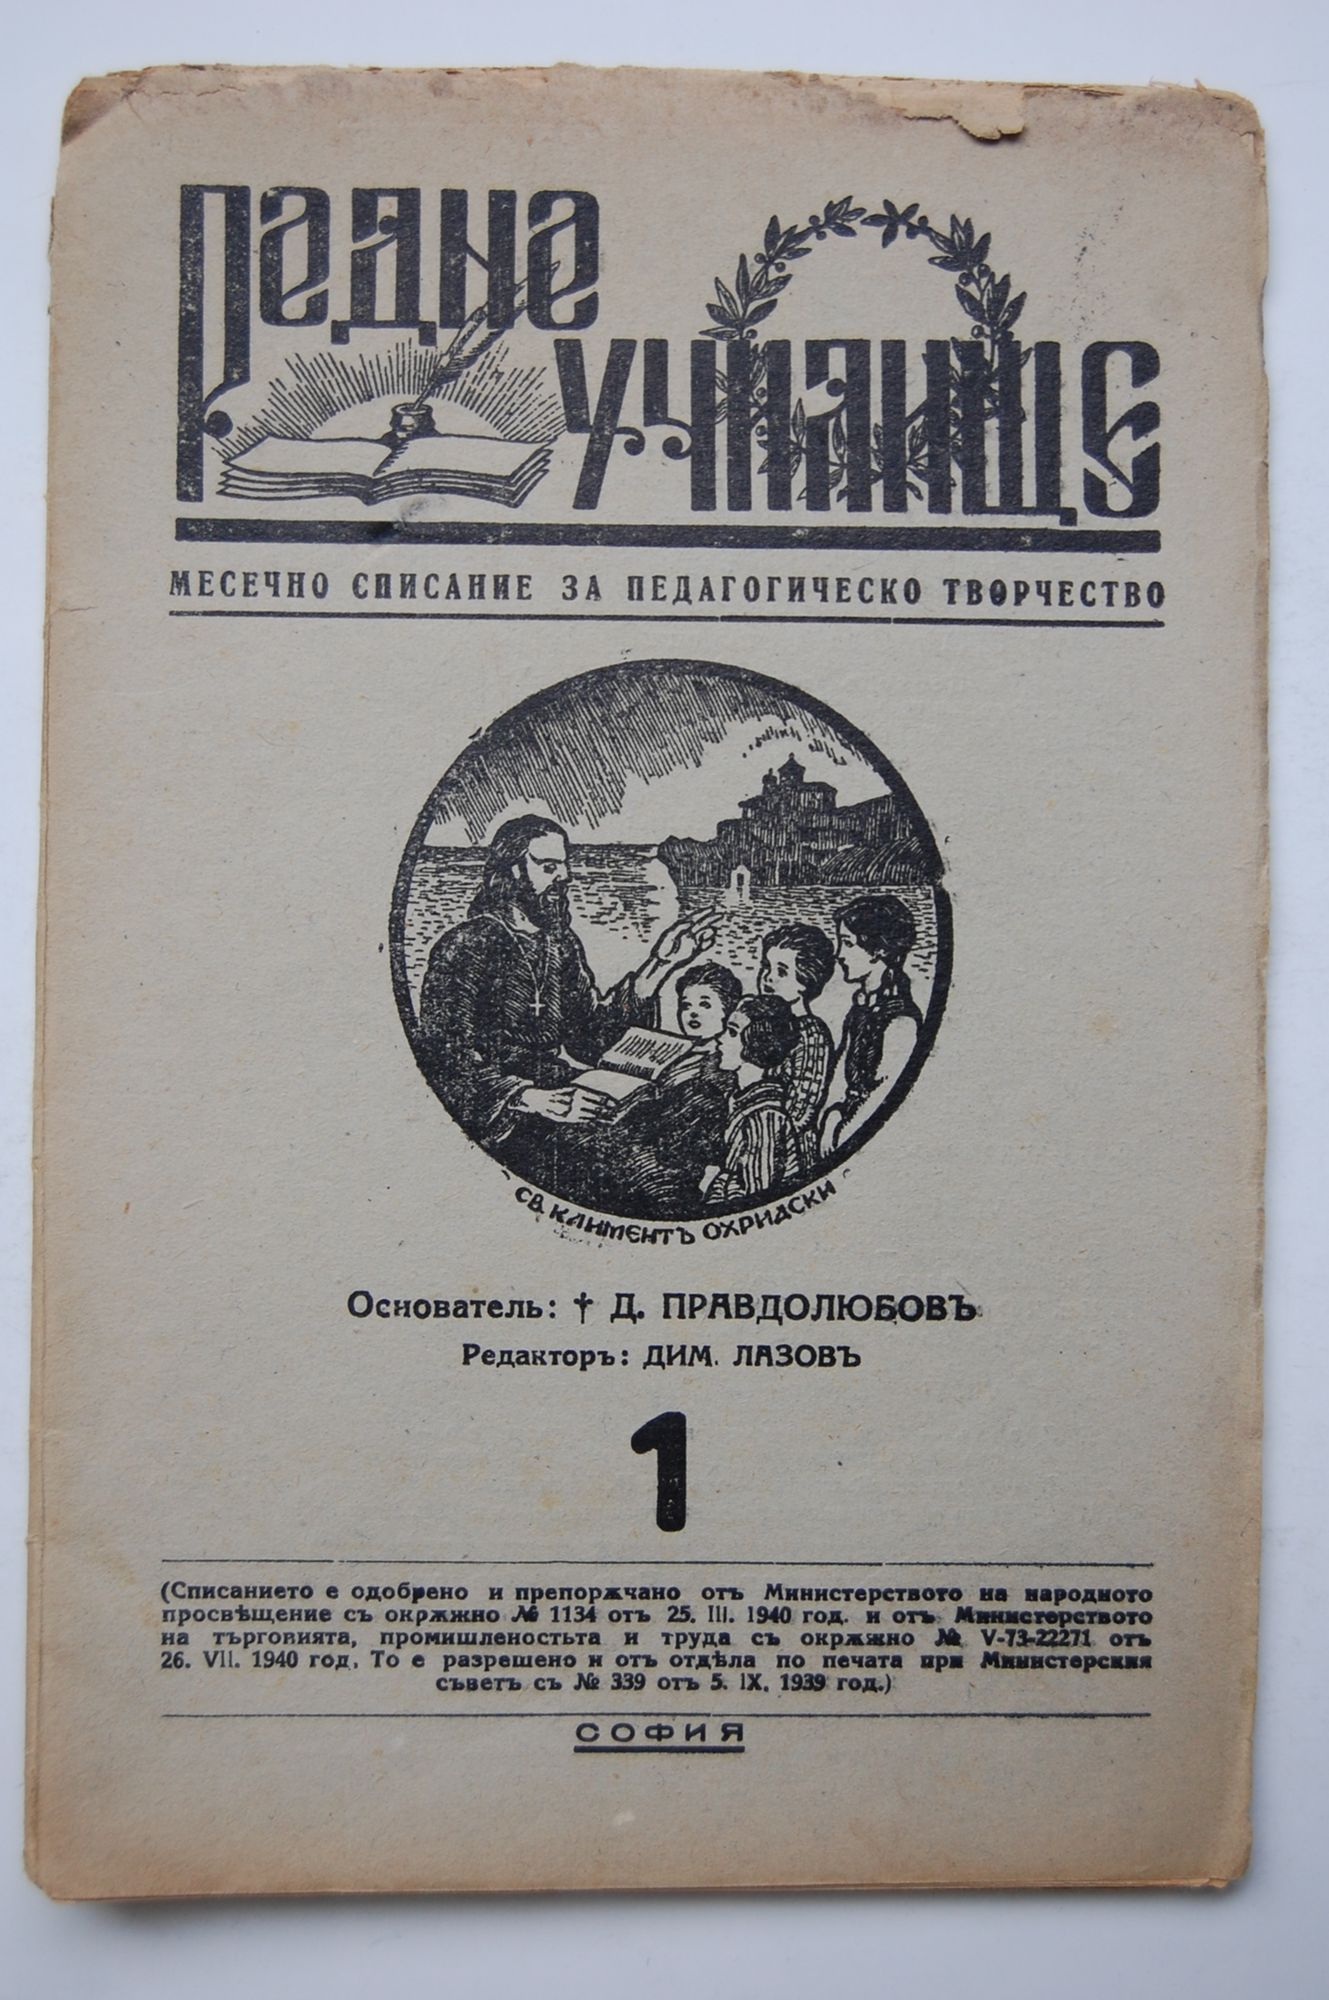 Родно
училище
МЕСЕЧНО СПИСАНИЕ ЗА ПЕДАГОГИЧЕСКО ТВОРЧЕСТВО
СВ. КЛИМЕНТЪ ОХРИДСКИ
Основатель: † Д. ПРАВДОЛЮБОВЪ
Редакторъ: ДИМ. ЛАЗОВЪ
1
(Списанието е одобрено и препоръчано отъ Министерството на народното
просвѣщение съ окрѫжно № 1134 отъ 25. III. 1940 год. и отъ Министерството
на търговията, промишленостьта и труда съ окрѫжно № V-73-22271 отъ
26. VII. 1940 год. То е разрешено и отъ отдѣла по печата при Министерския
съветъ съ № 339 отъ 5. IX. 1939 год.)
СОФИЯ